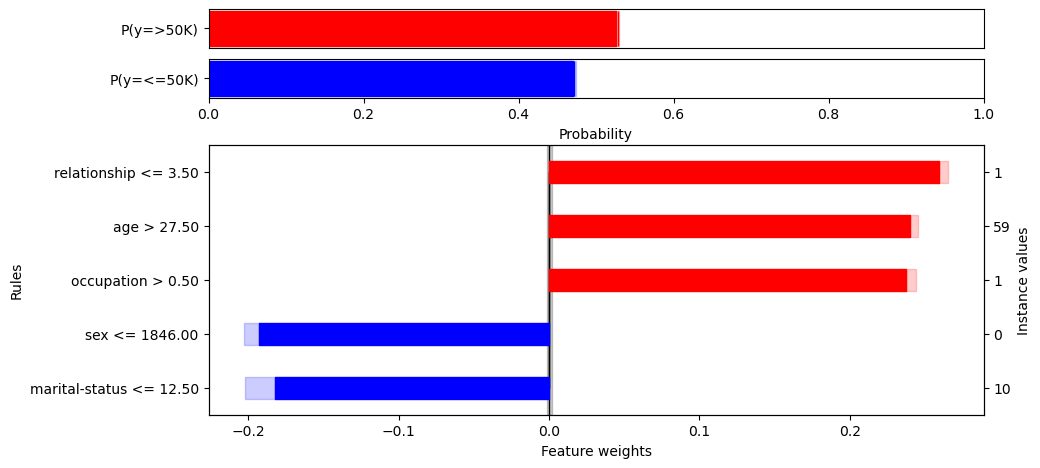 P(y=>50K)
P(y=<=50K)
0.0 0.2 0.4 0.6 0.8 1.0
Probability
relationship <= 3.50 1
age > 27.50 59
occupation > 0.50 1
sex <= 1846.00 0
marital-status <= 12.50 10
Rules
Instance values
−0.2 −0.1 0.0 0.1 0.2
Feature weights